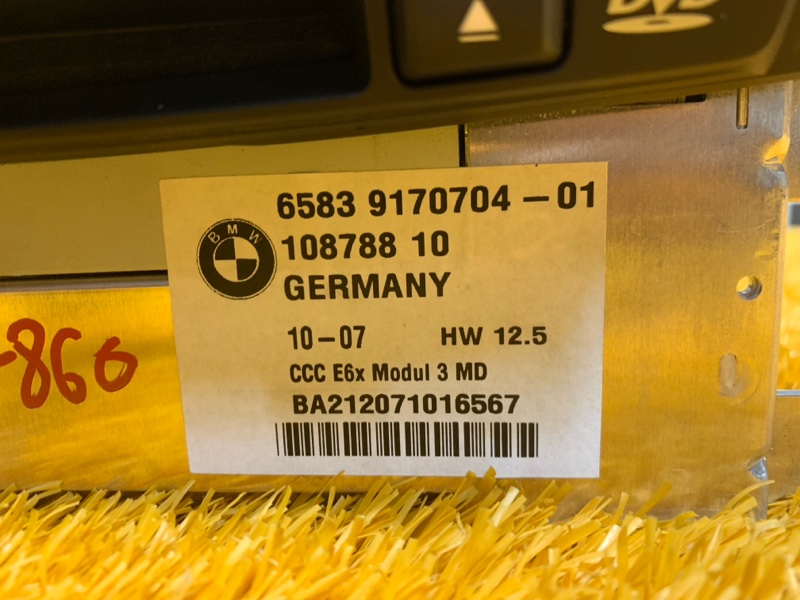 DVD
6583 9170704-01
BMW
108788 10
GERMANY
10-07 HW 12.5
CCC E6x Modul 3 MD
BA212071016567
-860